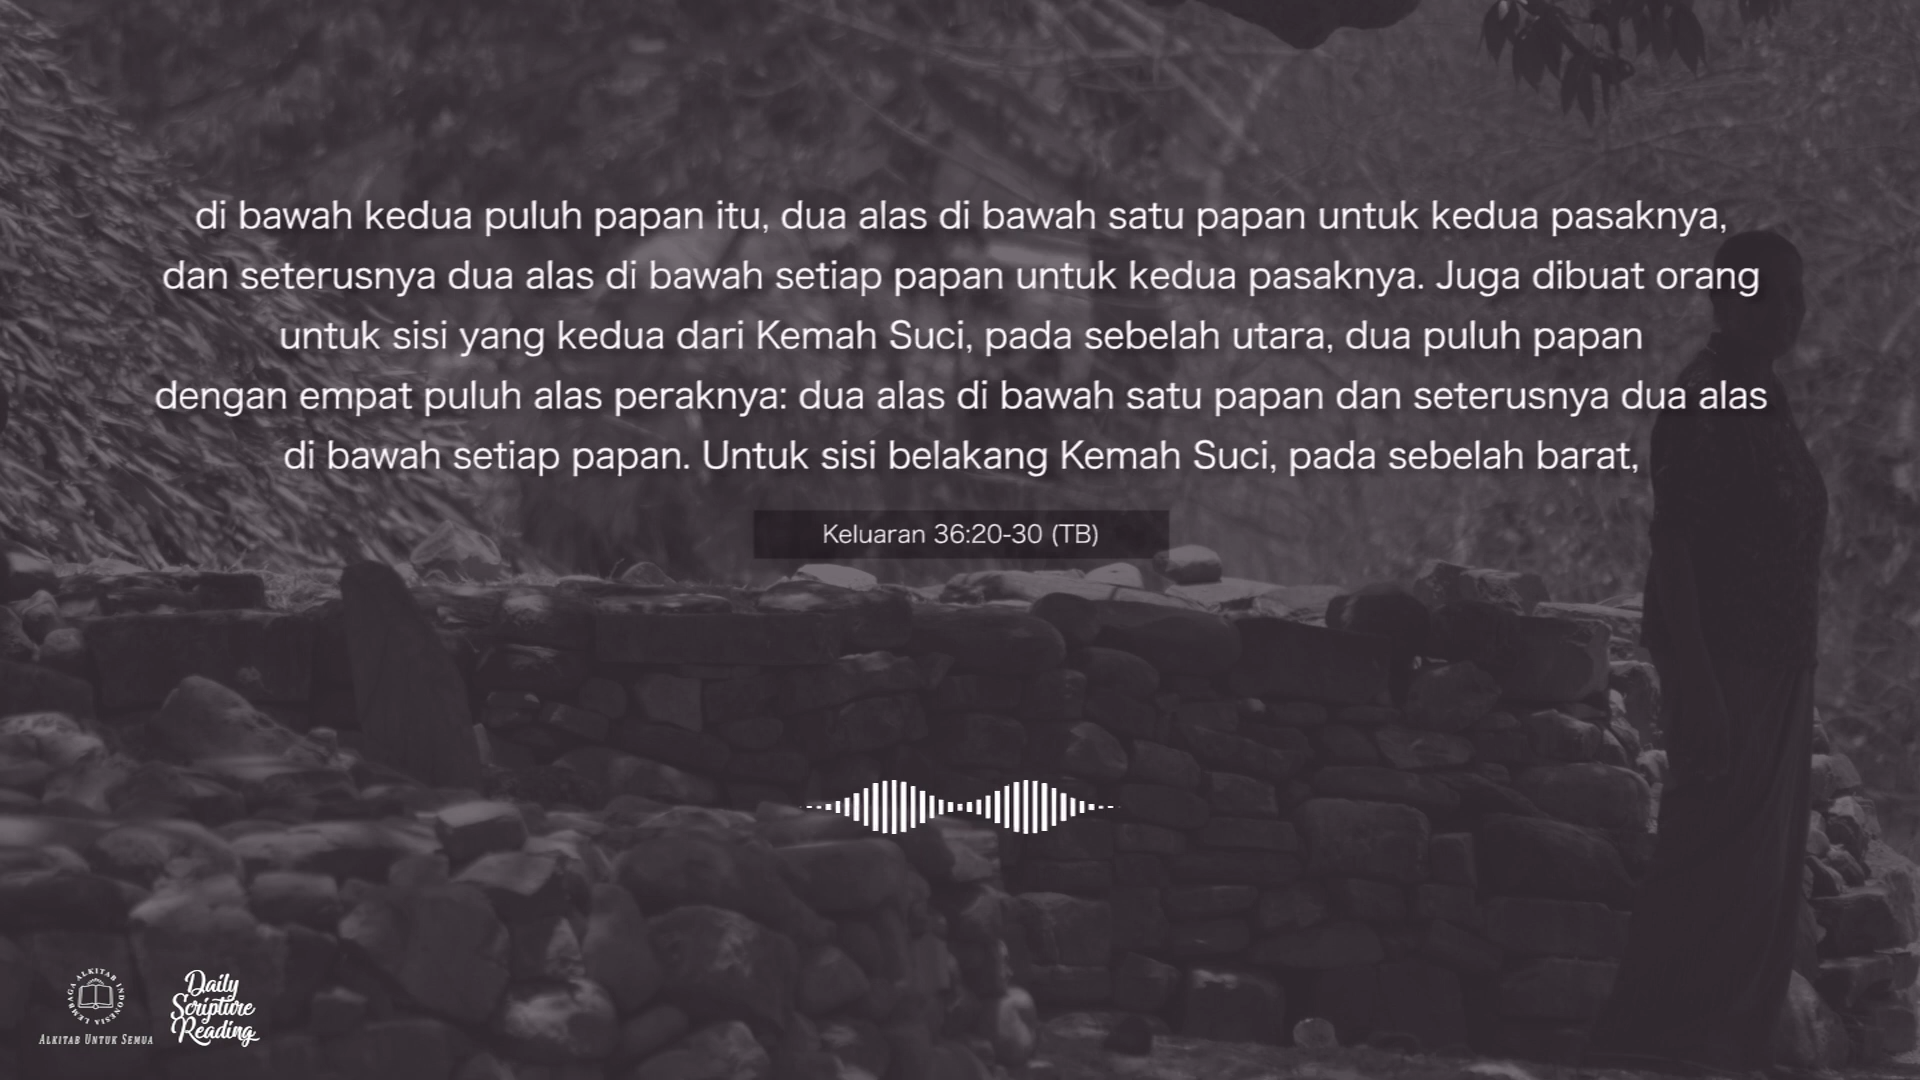 di bawah kedua puluh papan itu, dua alas di bawah satu papan untuk kedua pasaknya,
dan seterusnya dua alas di bawah setiap papan untuk kedua pasaknya. Juga dibuat orang
untuk sisi yang kedua dari Kemah Suci, pada sebelah utara, dua puluh papan
dengan empat puluh alas peraknya: dua alas di bawah satu papan dan seterusnya dua alas
di bawah setiap papan. Untuk sisi belakang Kemah Suci, pada sebelah barat,
Keluaran 36:20-30 (TB)
LEMBAGA ALKITAB INDONESIA
ALKITAB UNTUK SEMUA
Daily
Scripture
Reading